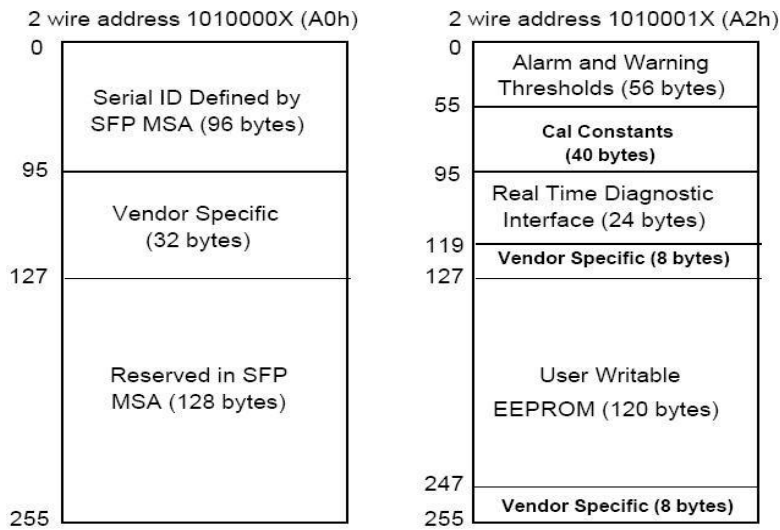 2 wire address 1010000X (A0h)
0
Serial ID Defined by
SFP MSA (96 bytes)
95
Vendor Specific
(32 bytes)
127
Reserved in SFP
MSA (128 bytes)
255
2 wire address 1010001X (A2h)
0
Alarm and Warning
Thresholds (56 bytes)
55
Cal Constants
(40 bytes)
95
Real Time Diagnostic
Interface (24 bytes)
119
Vendor Specific (8 bytes)
127
User Writable
EEPROM (120 bytes)
247
Vendor Specific (8 bytes)
255